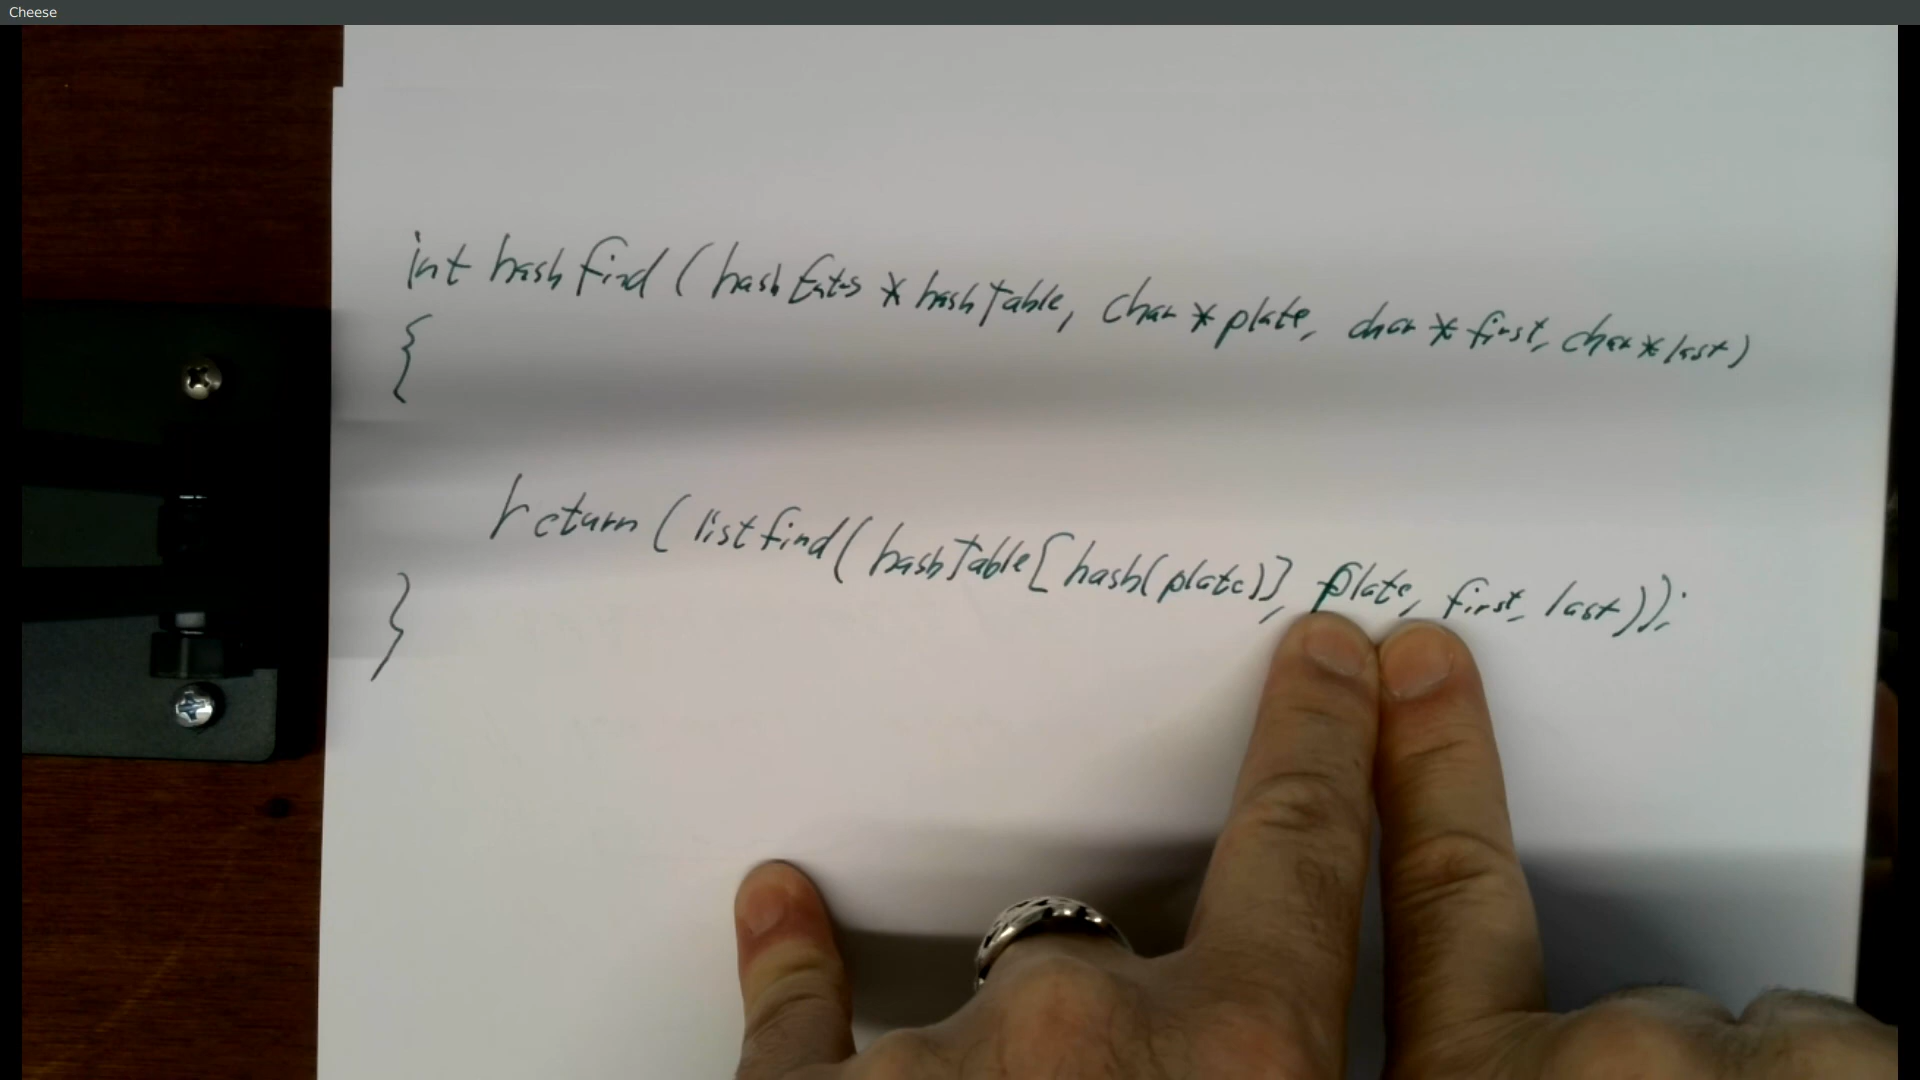 Cheese
int hashfind (hashEntry *hashTable, char *plate, char *first, char *last)
{
return (listfind(hashTable[hash(plate)], plate, first, last));
}